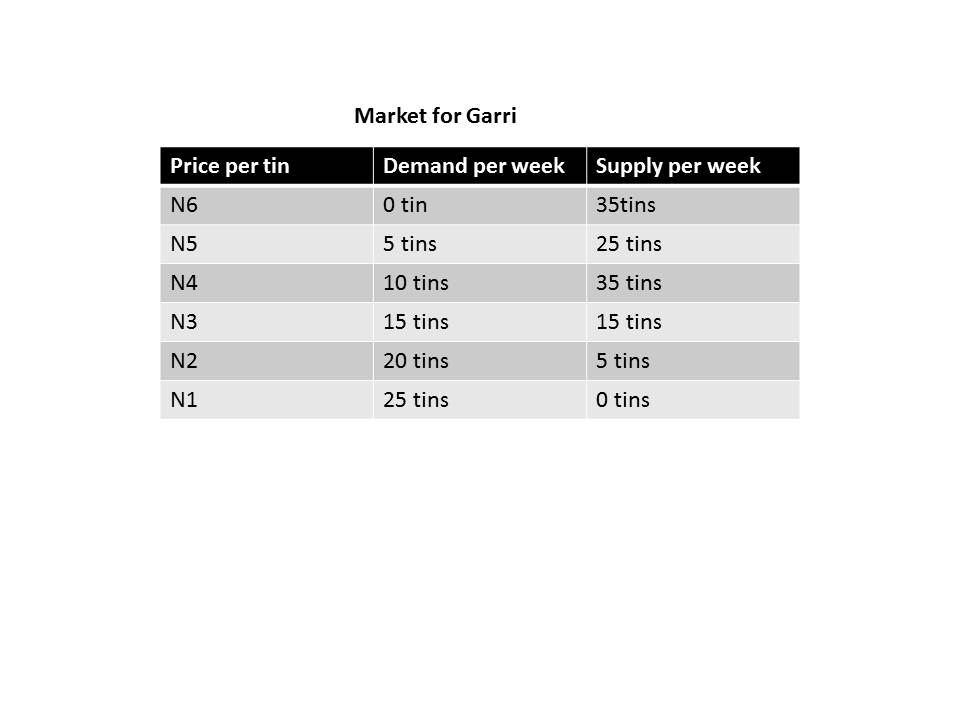 Market for Garri
Price per tin Demand per week Supply per week
N6 0 tin 35tins
N5 5 tins 25 tins
N4 10 tins 35 tins
N3 15 tins 15 tins
N2 20 tins 5 tins
N1 25 tins 0 tins